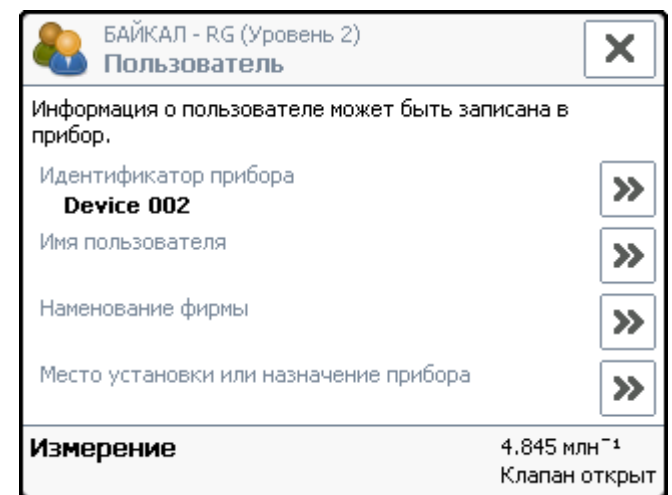 БАЙКАЛ - RG (Уровень 2)
Пользователь
Информация о пользователе может быть записана в
прибор.
Идентификатор прибора
Device 002
Имя пользователя
Наменование фирмы
Место установки или назначение прибора
Измерение
4.845 млн⁻¹
Клапан открыт